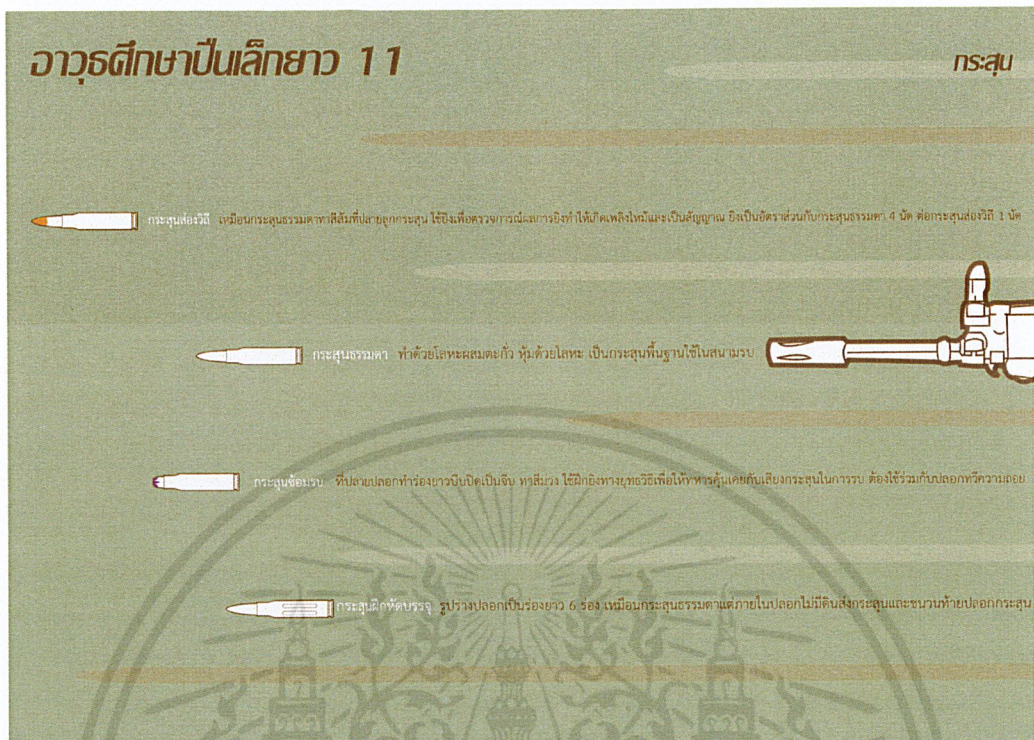 อาวุธศึกษาปืนเล็กยาว 11
กระสุน
กระสุนส่องวิถี เหมือนกระสุนธรรมดาทาสีส้มที่ปลายลูกกระสุน ใช้ยิงเพื่อตรวจการณ์ผลการยิงทำให้เกิดเพลิงไหม้และเป็นสัญญาณ ยิงเป็นอัตราส่วนกับกระสุนธรรมดา 4 นัด ต่อกระสุนส่องวิถี 1 นัด
กระสุนธรรมดา ทำด้วยโลหะผสมตะกั่ว หุ้มด้วยโลหะ เป็นกระสุนพื้นฐานใช้ในสนามรบ
กระสุนซ้อมรบ ที่ปลายปลอกทำร่องยาวบีบปิดเป็นจีบ ทาสีม่วง ใช้ฝึกยิงทางยุทธวิธีเพื่อให้ทหารคุ้นเคยกับเสียงกระสุนในการรบ ต้องใช้ร่วมกับปลอกทวีความถอย
กระสุนฝึกหัดบรรจุ รูปร่างปลอกเป็นร่องยาว 6 ร่อง เหมือนกระสุนธรรมดาแต่ภายในปลอกไม่มีดินส่งกระสุนและชนวนท้ายปลอกกระสุน